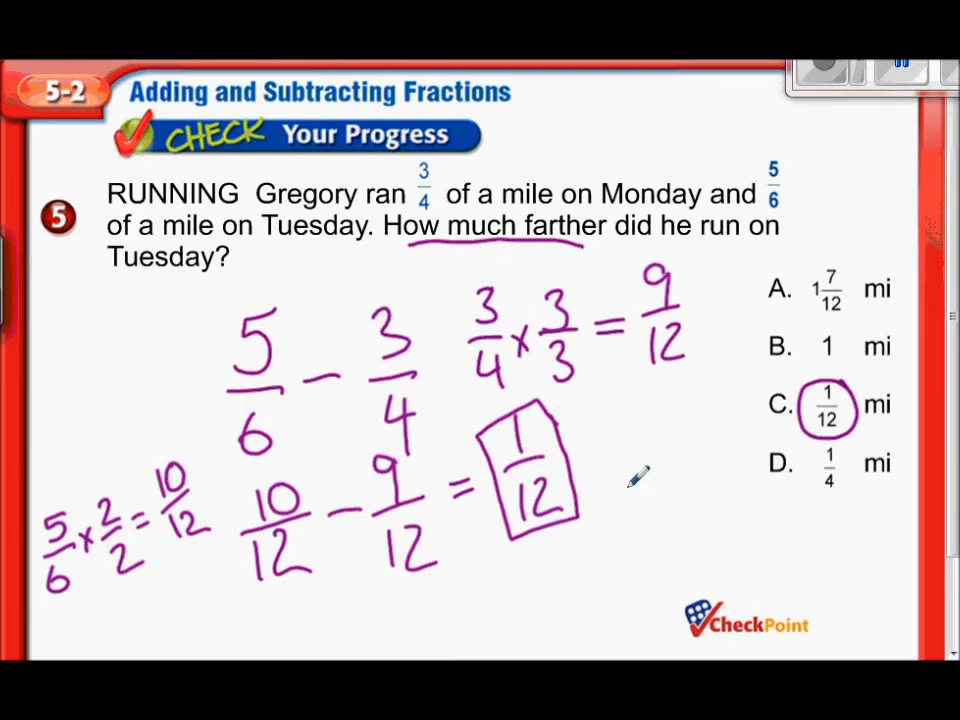 5-2 Adding and Subtracting Fractions
CHECK Your Progress
5 RUNNING Gregory ran 3/4 of a mile on Monday and 5/6
of a mile on Tuesday. How much farther did he run on
Tuesday?
A. 1 7/12 mi
B. 1 mi
C. 1/12 mi
D. 1/4 mi
5/6 − 3/4
3/4 × 3/3 = 9/12
5/6 × 2/2 = 10/12
10/12 − 9/12 = 1/12
CheckPoint